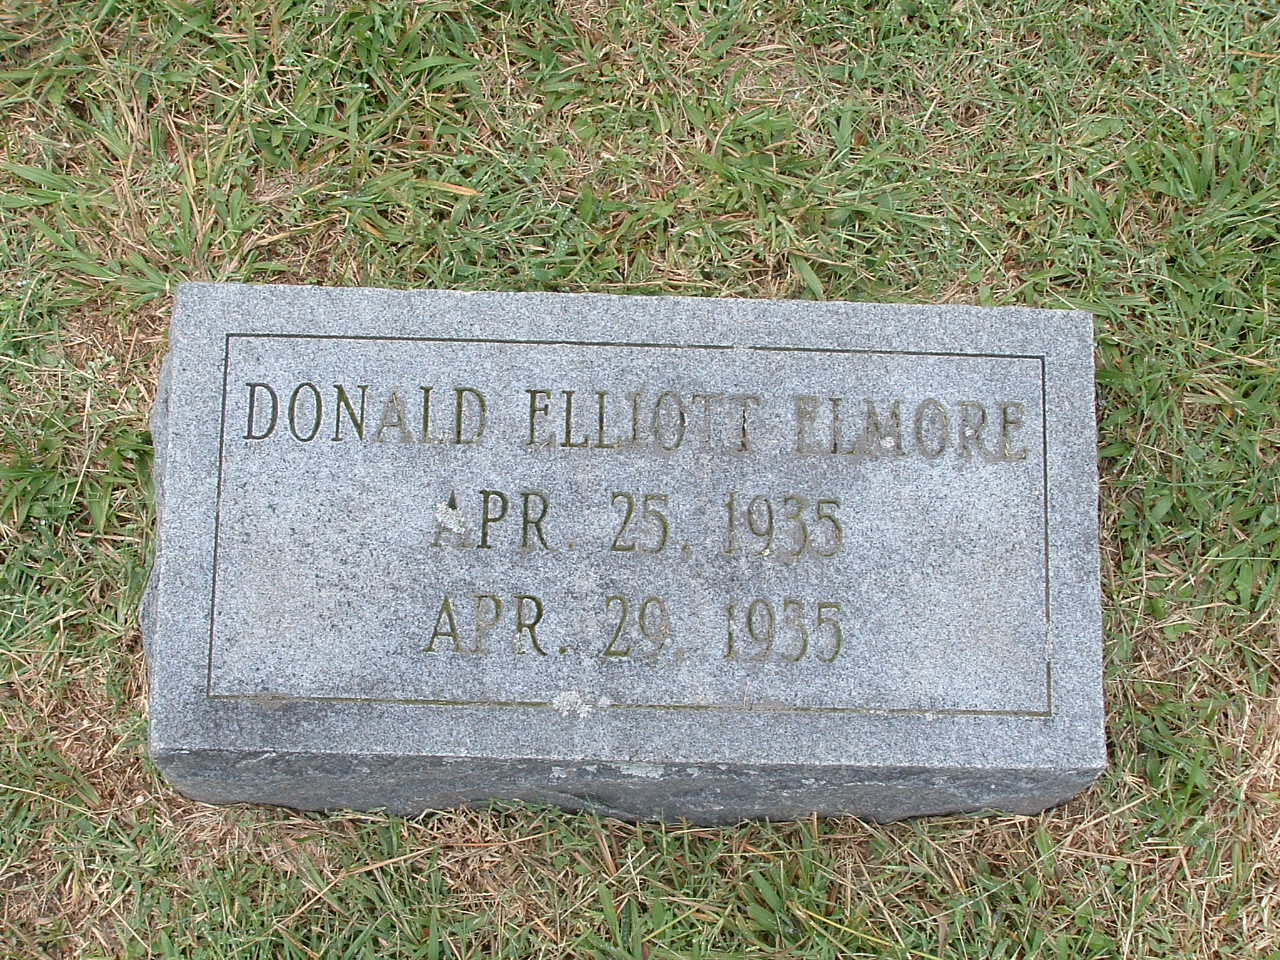 DONALD ELLIOTT ELMORE
APR. 25, 1935
APR. 29, 1935